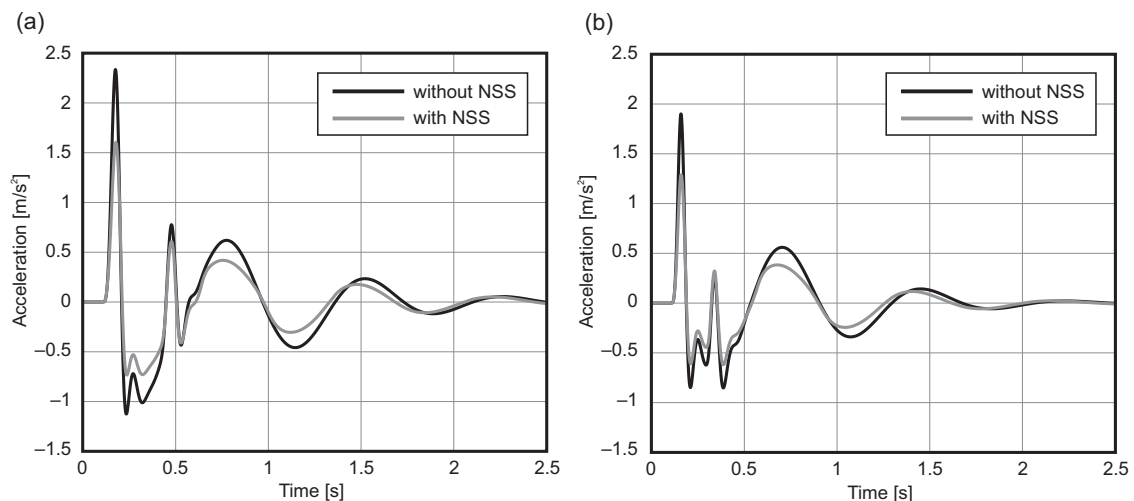 (a)
2.5
2
1.5
1
0.5
0
–0.5
–1
–1.5
Acceleration [m/s²]
without NSS
with NSS
0 0.5 1 1.5 2 2.5
Time [s]
(b)
2.5
2
1.5
1
0.5
0
–0.5
–1
–1.5
Acceleration [m/s²]
without NSS
with NSS
0 0.5 1 1.5 2 2.5
Time [s]